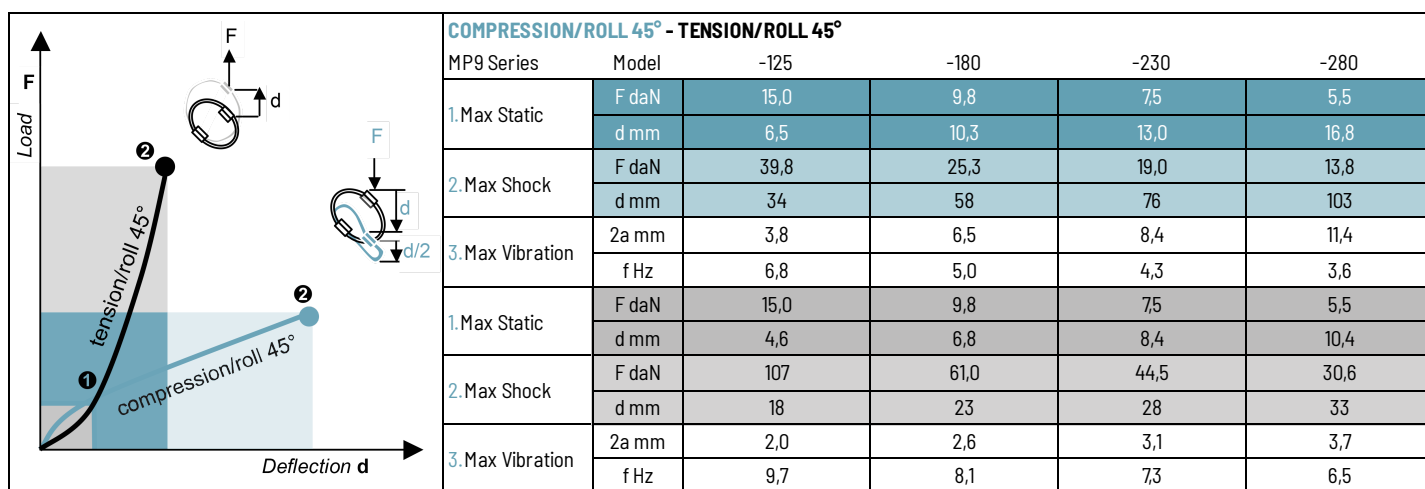 F
Load
F
d
❷
F
d
d/2
tension/roll 45°
❷
❶
compression/roll 45°
Deflection d
COMPRESSION/ROLL 45° - TENSION/ROLL 45°
MP9 Series Model -125 -180 -230 -280
1.Max Static F daN 15,0 9,8 7,5 5,5
d mm 6,5 10,3 13,0 16,8
2.Max Shock F daN 39,8 25,3 19,0 13,8
d mm 34 58 76 103
3.Max Vibration 2a mm 3,8 6,5 8,4 11,4
f Hz 6,8 5,0 4,3 3,6
1.Max Static F daN 15,0 9,8 7,5 5,5
d mm 4,6 6,8 8,4 10,4
2.Max Shock F daN 107 61,0 44,5 30,6
d mm 18 23 28 33
3.Max Vibration 2a mm 2,0 2,6 3,1 3,7
f Hz 9,7 8,1 7,3 6,5